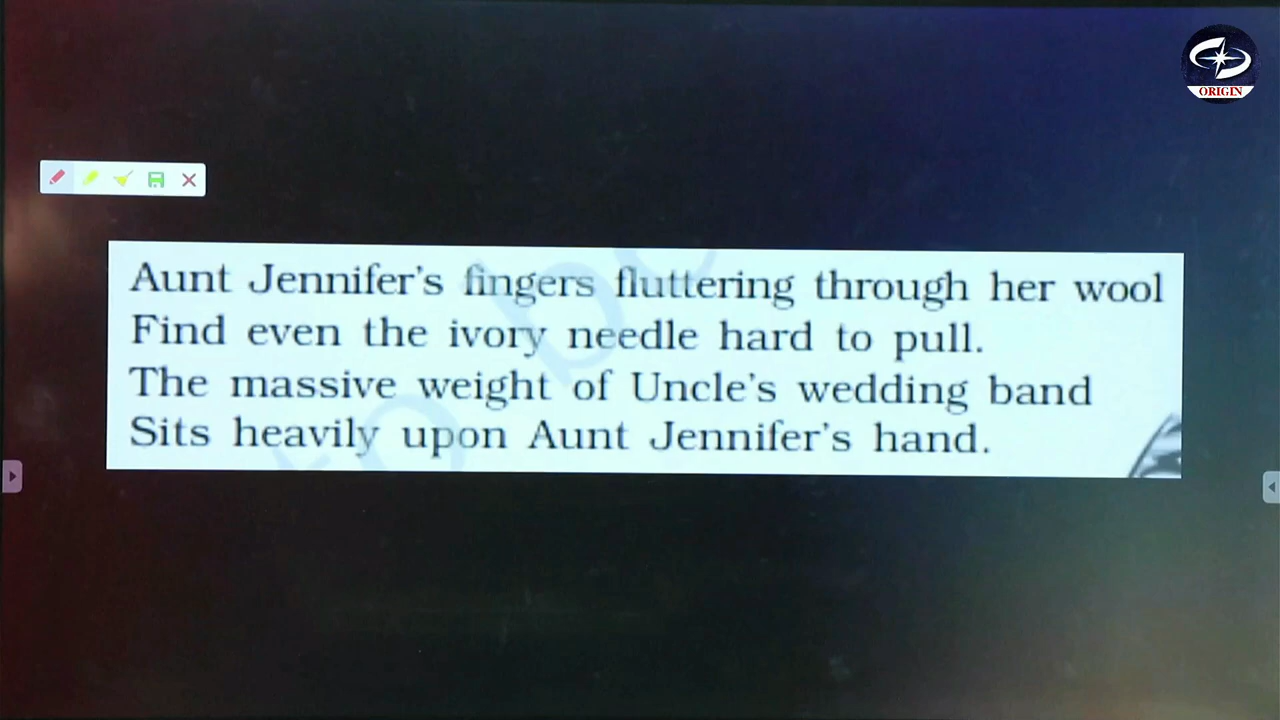 ORIGIN
Aunt Jennifer's fingers fluttering through her wool
Find even the ivory needle hard to pull.
The massive weight of Uncle's wedding band
Sits heavily upon Aunt Jennifer's hand.